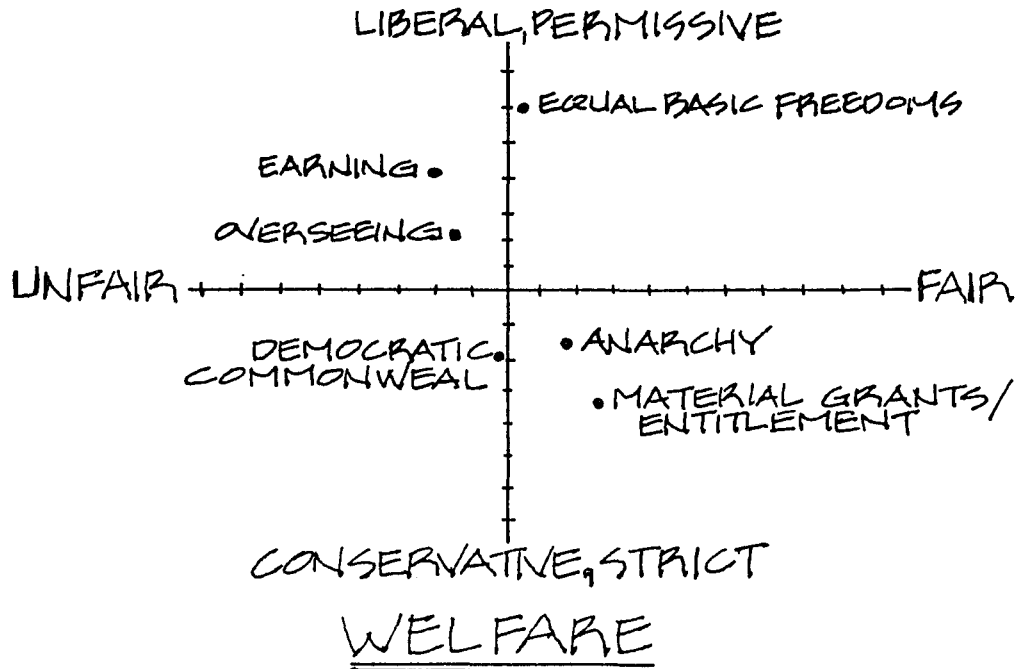 LIBERAL, PERMISSIVE
EQUAL BASIC FREEDOMS
EARNING
OVERSEEING
UNFAIR
FAIR
DEMOCRATIC
COMMONWEAL
ANARCHY
MATERIAL GRANTS/
ENTITLEMENT
CONSERVATIVE, STRICT
WELFARE